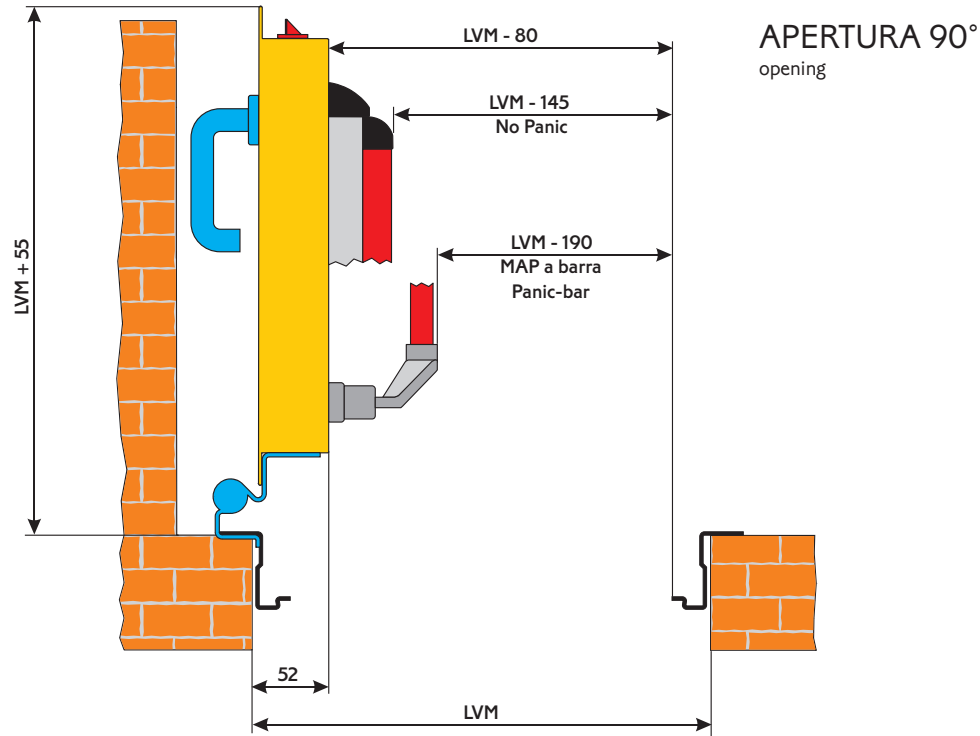 LVM - 80
APERTURA 90°
opening
LVM - 145
No Panic
LVM - 190
MAP a barra
Panic-bar
LVM + 55
52
LVM